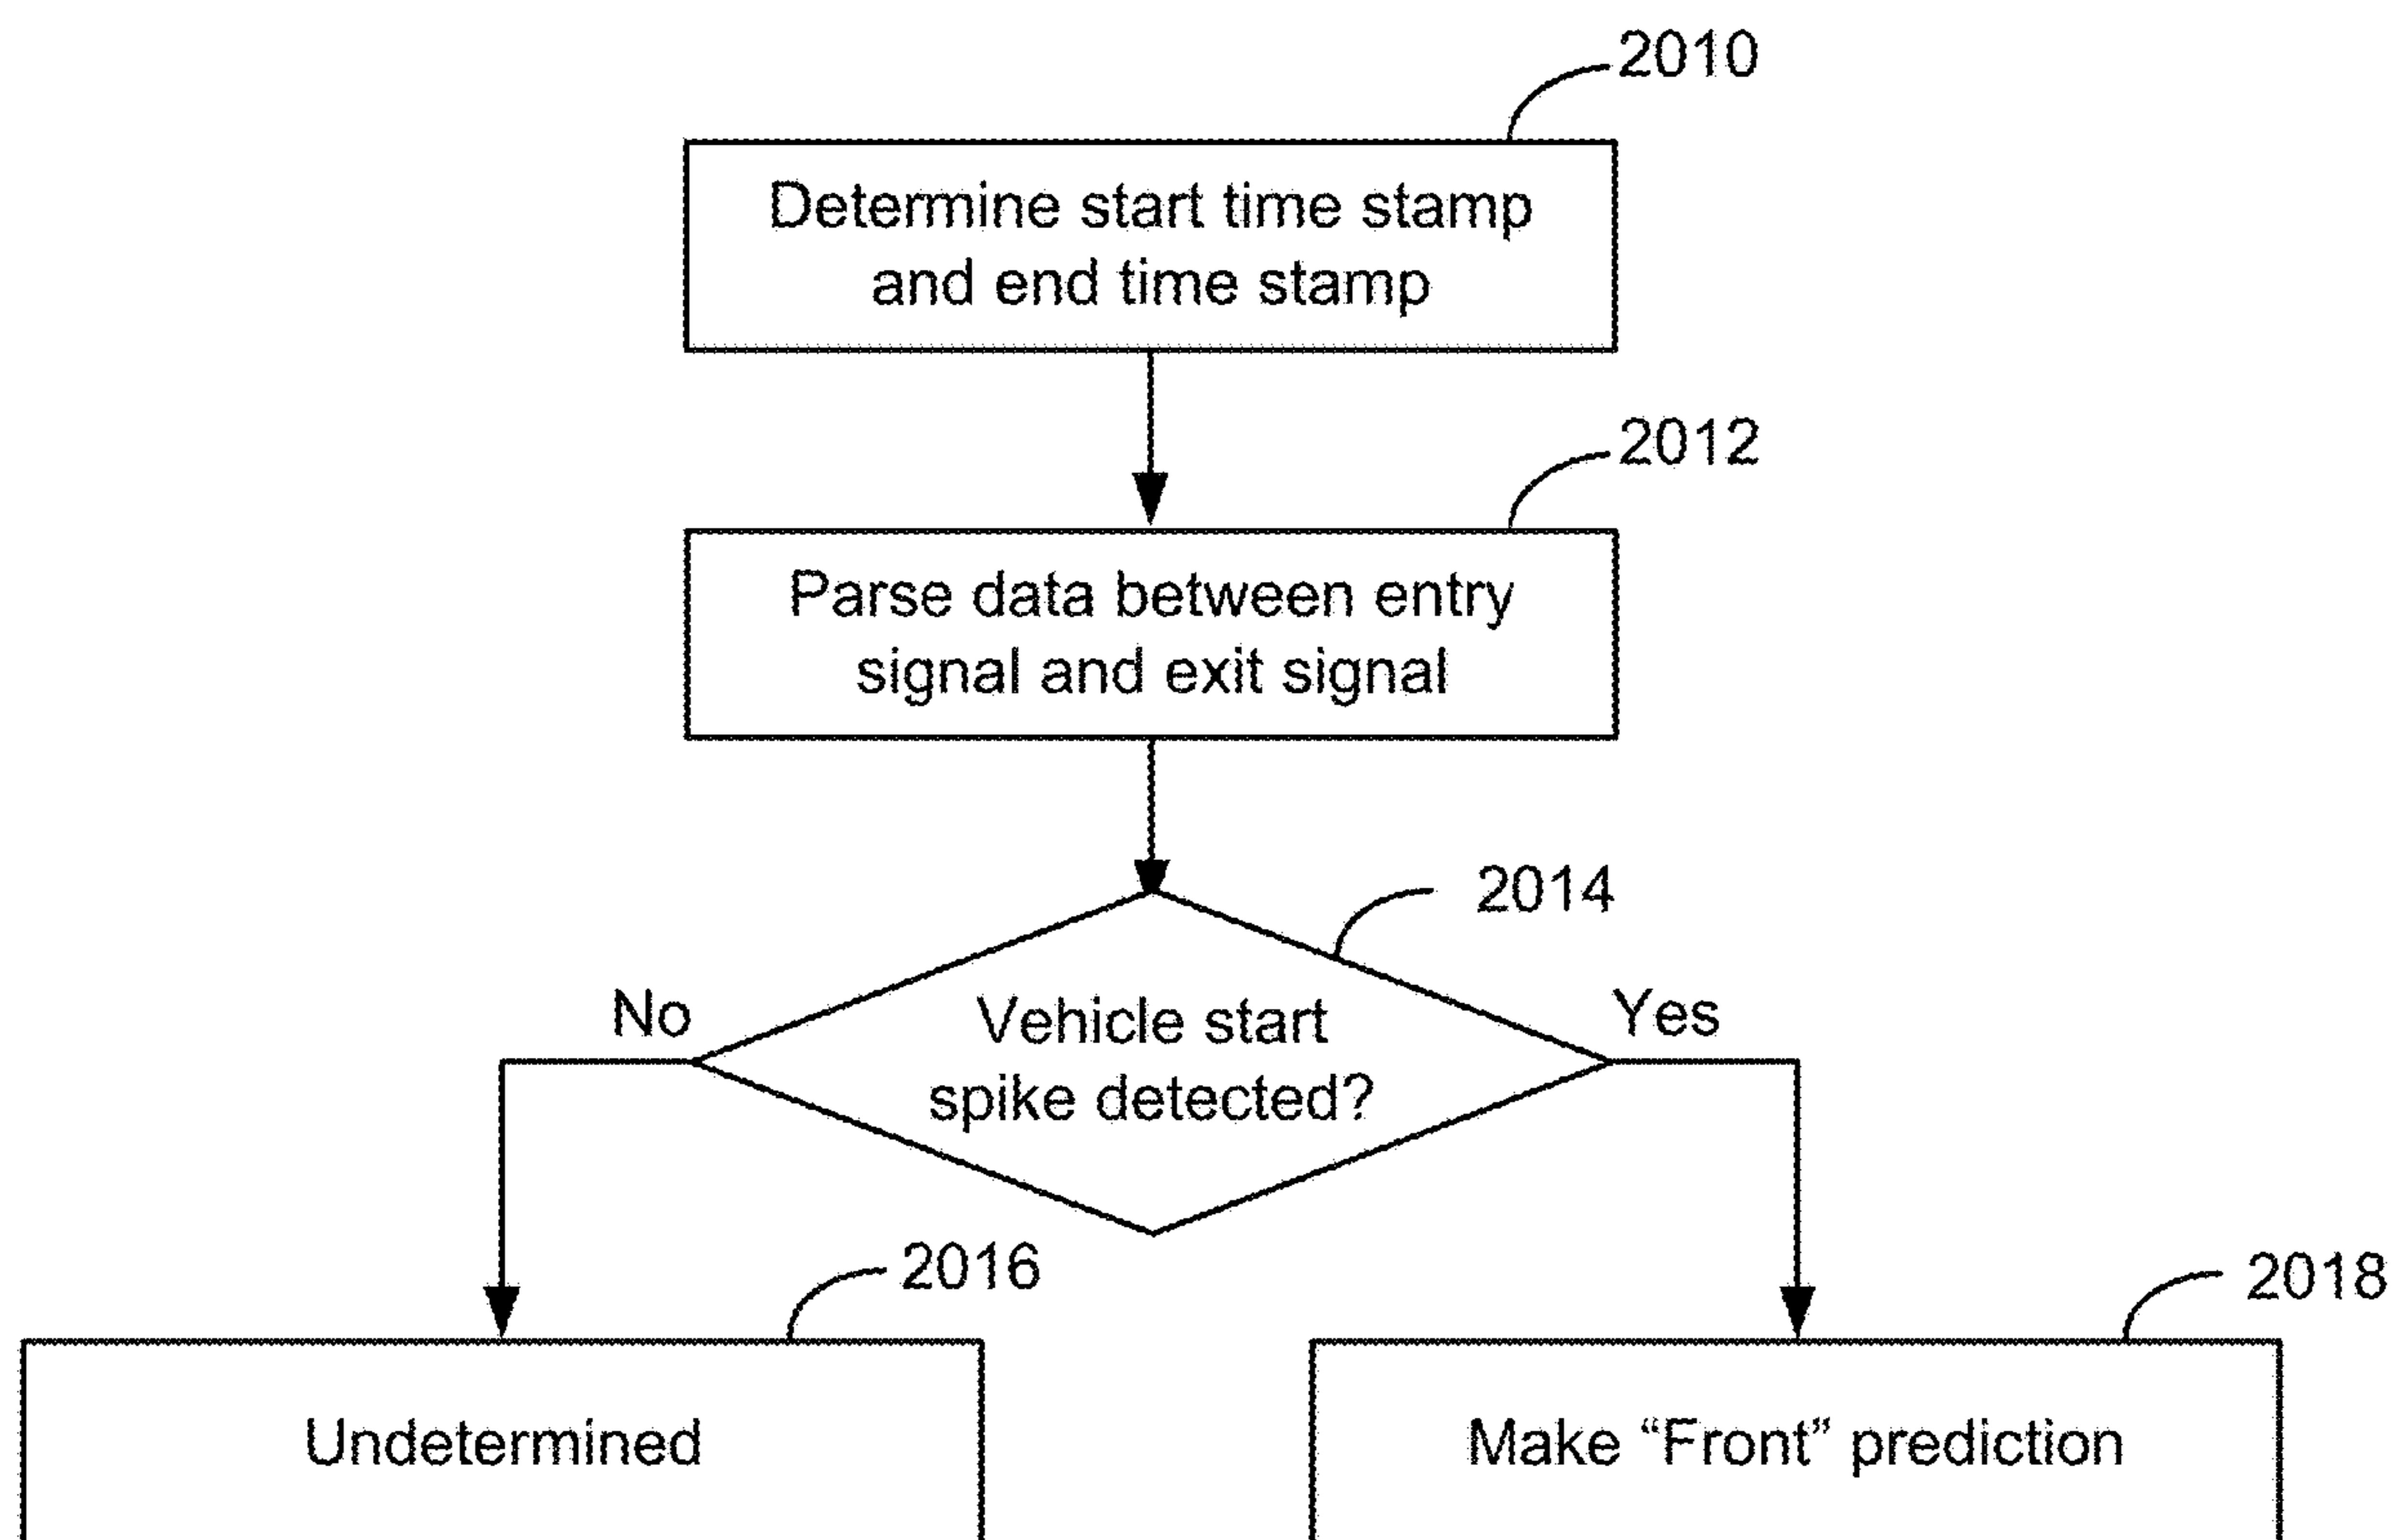 2010
Determine start time stamp
and end time stamp
2012
Parse data between entry
signal and exit signal
2014
No
Vehicle start
spike detected?
Yes
2016
2018
Undetermined
Make “Front” prediction